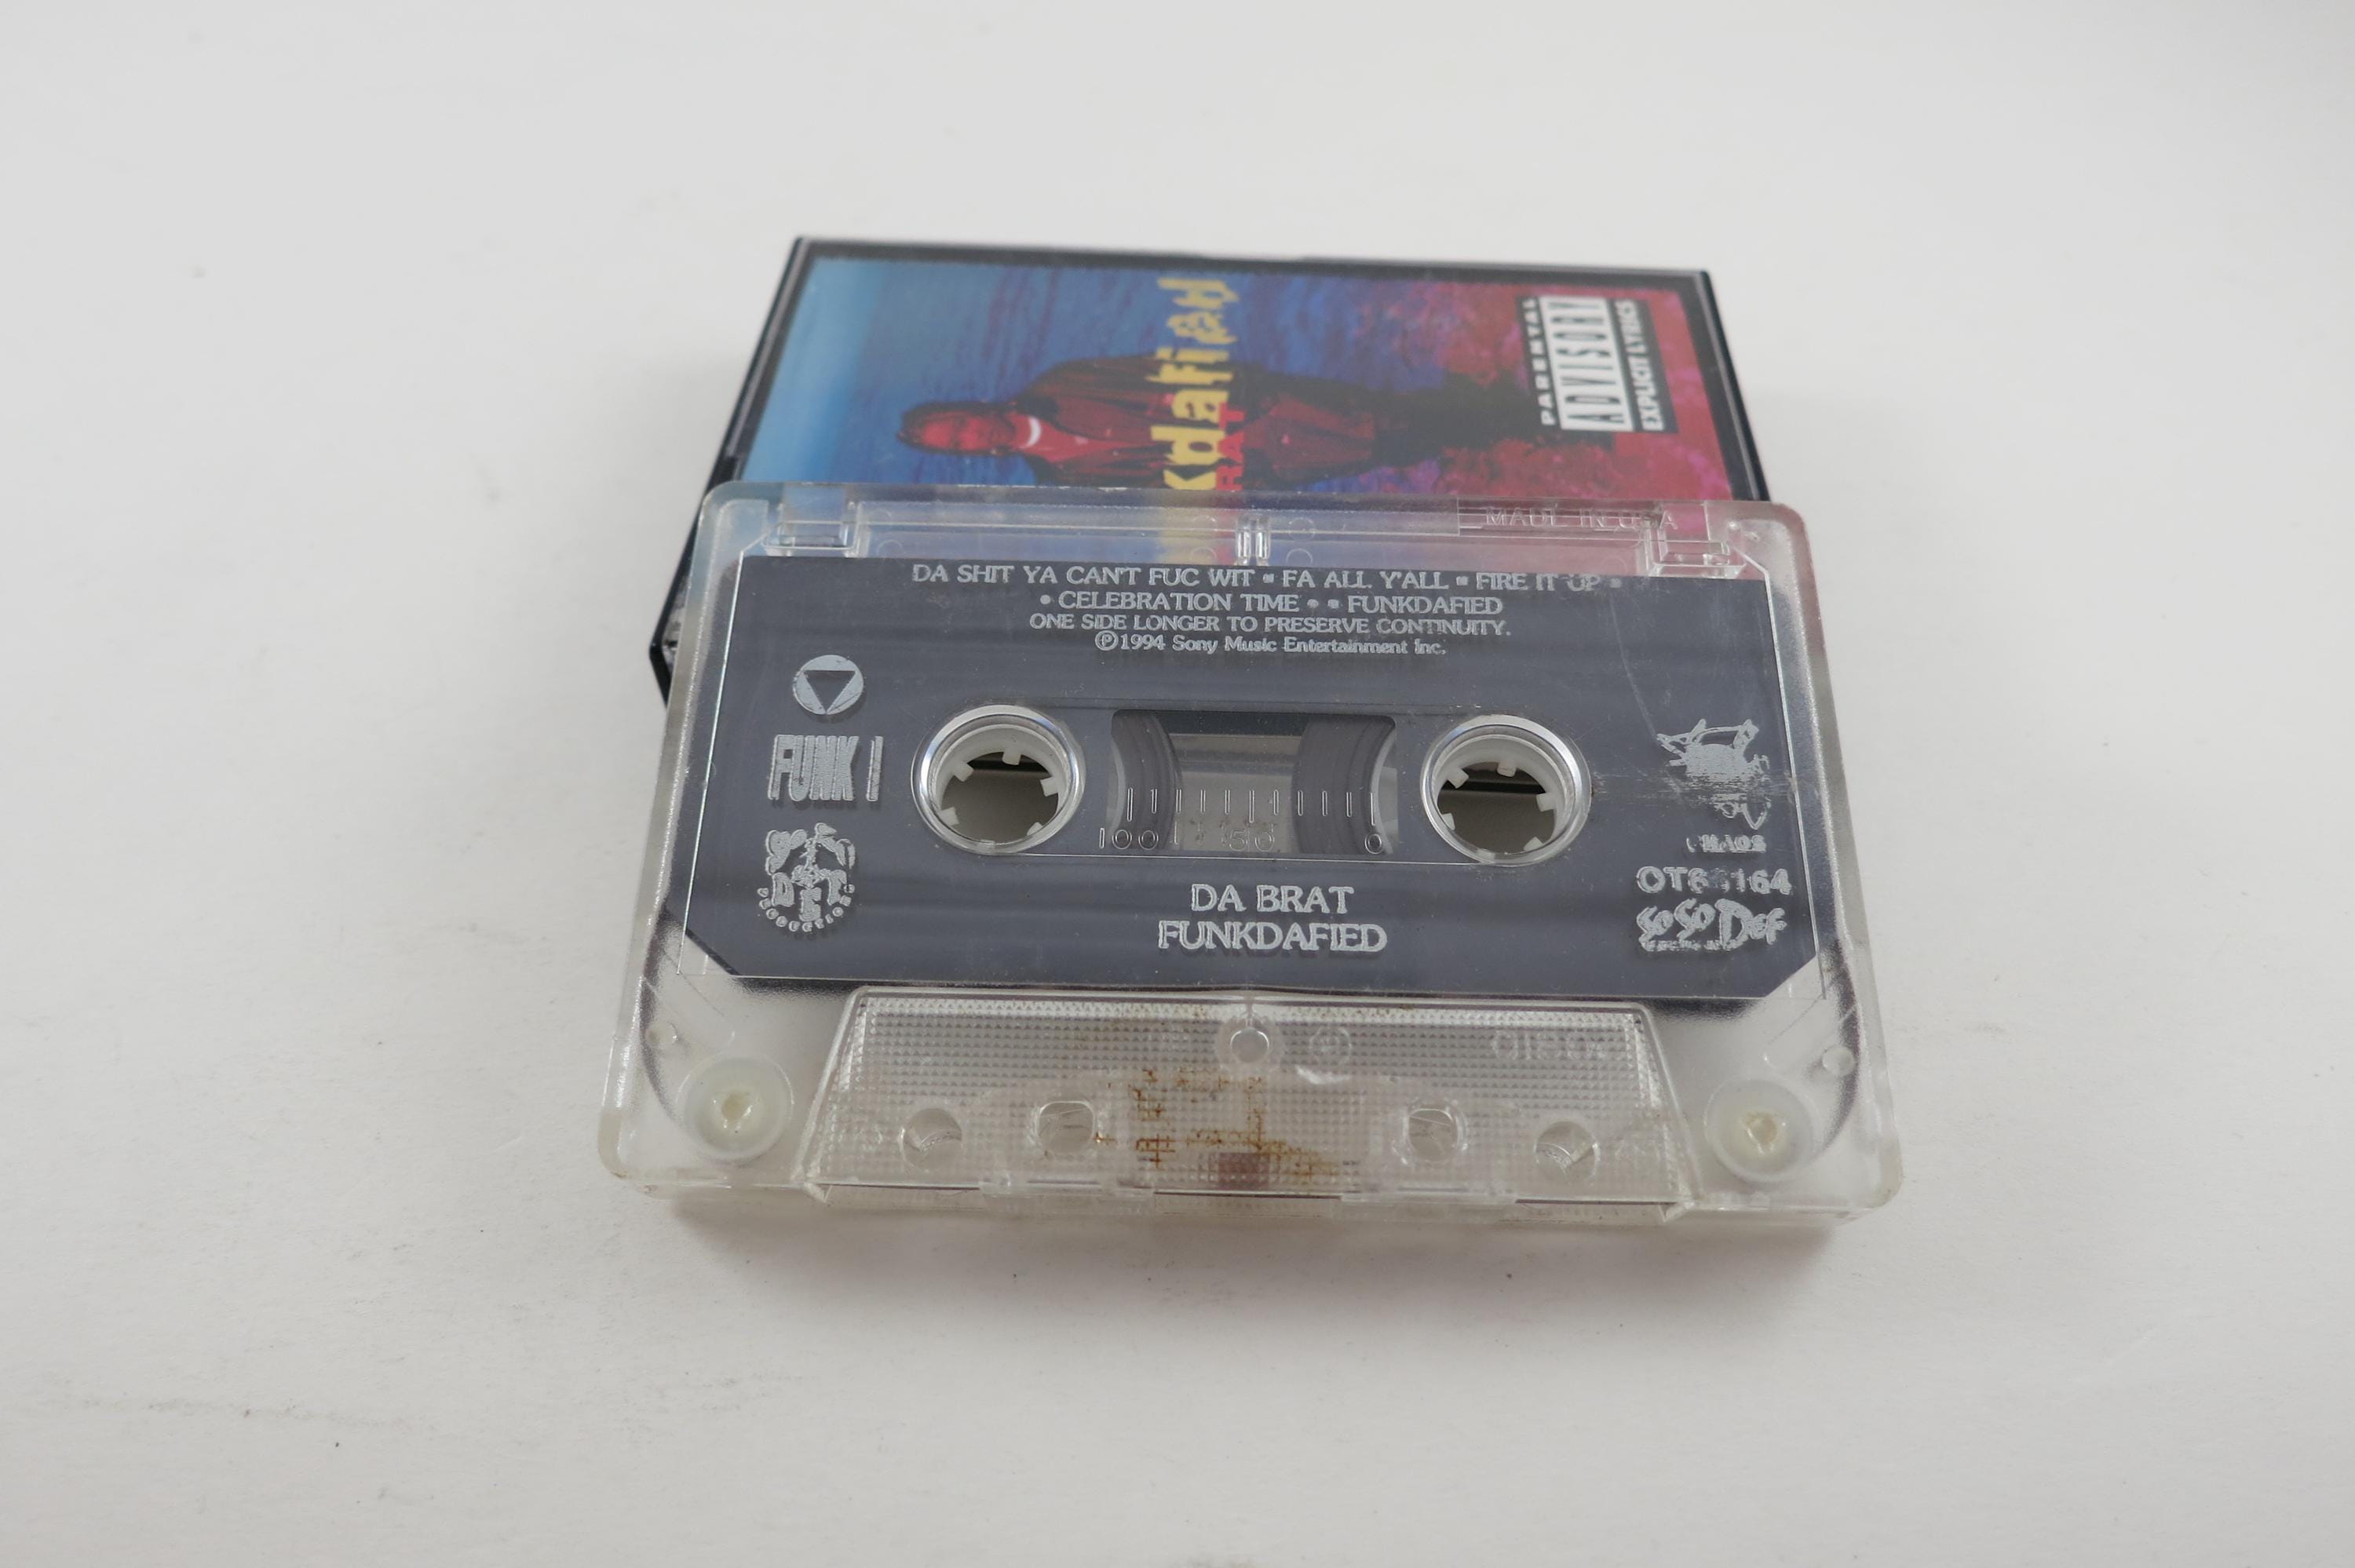 PARENTAL
ADVISORY
EXPLICIT LYRICS
kdafied
MADE IN U S A
DA SHIT YA CAN'T FUC WIT • FA ALL Y'ALL • FIRE IT UP •
• CELEBRATION TIME • • FUNKDAFIED
ONE SIDE LONGER TO PRESERVE CONTINUITY.
℗1994 Sony Music Entertainment Inc.
FUNK I
100 50 0
CHAOS
DA BRAT
FUNKDAFIED
SO SO DEF